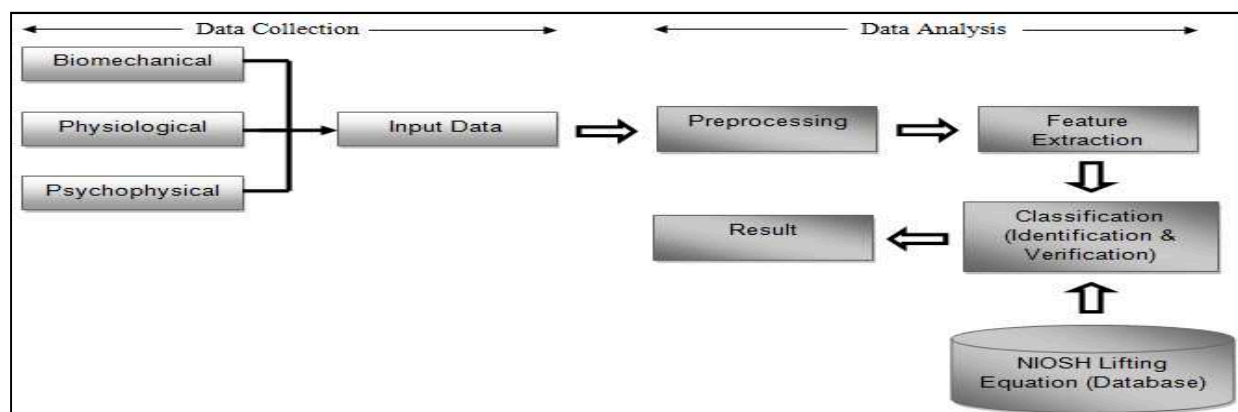 Data Collection
Data Analysis
Biomechanical
Physiological
Psychophysical
Input Data
Preprocessing
Feature
Extraction
Classification
(Identification &
Verification)
Result
NIOSH Lifting
Equation (Database)